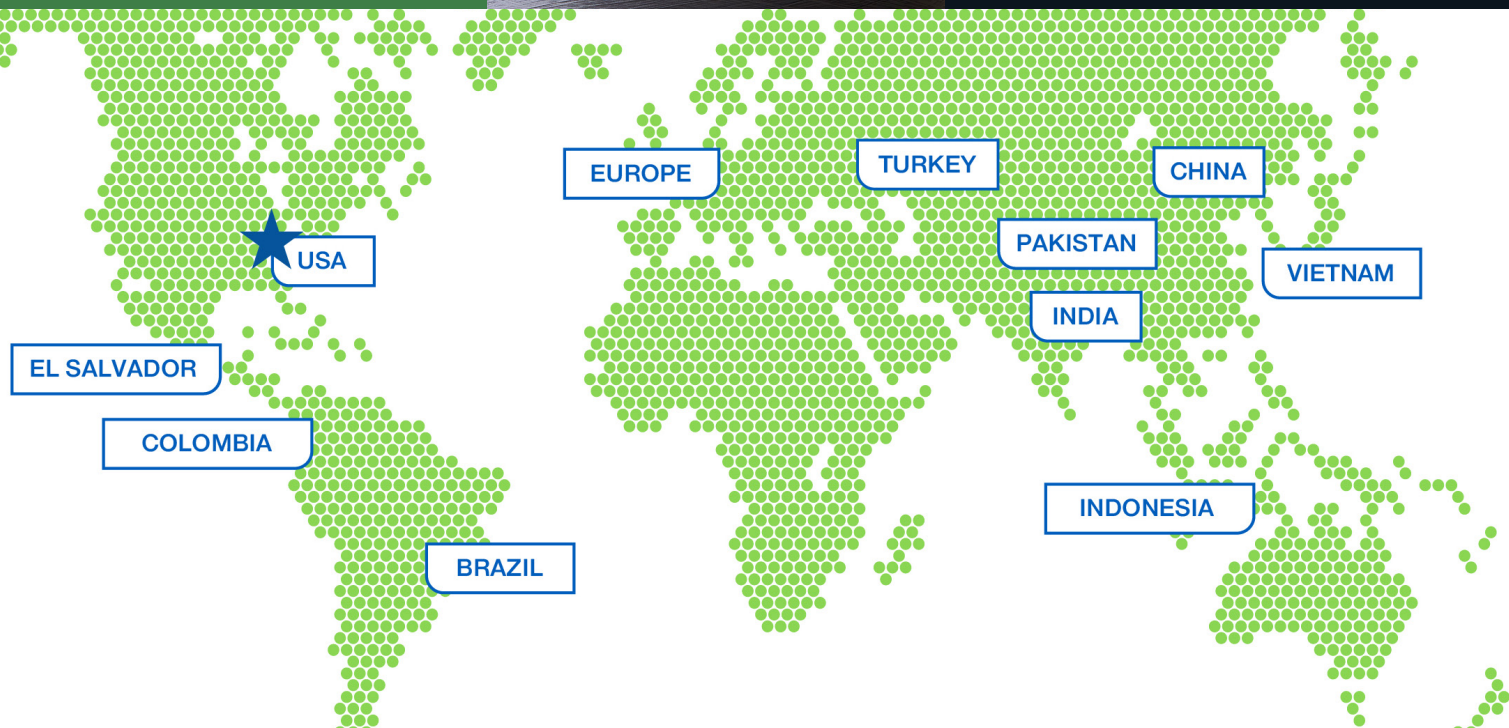 EUROPE
TURKEY
CHINA
USA
PAKISTAN
VIETNAM
INDIA
EL SALVADOR
COLOMBIA
INDONESIA
BRAZIL